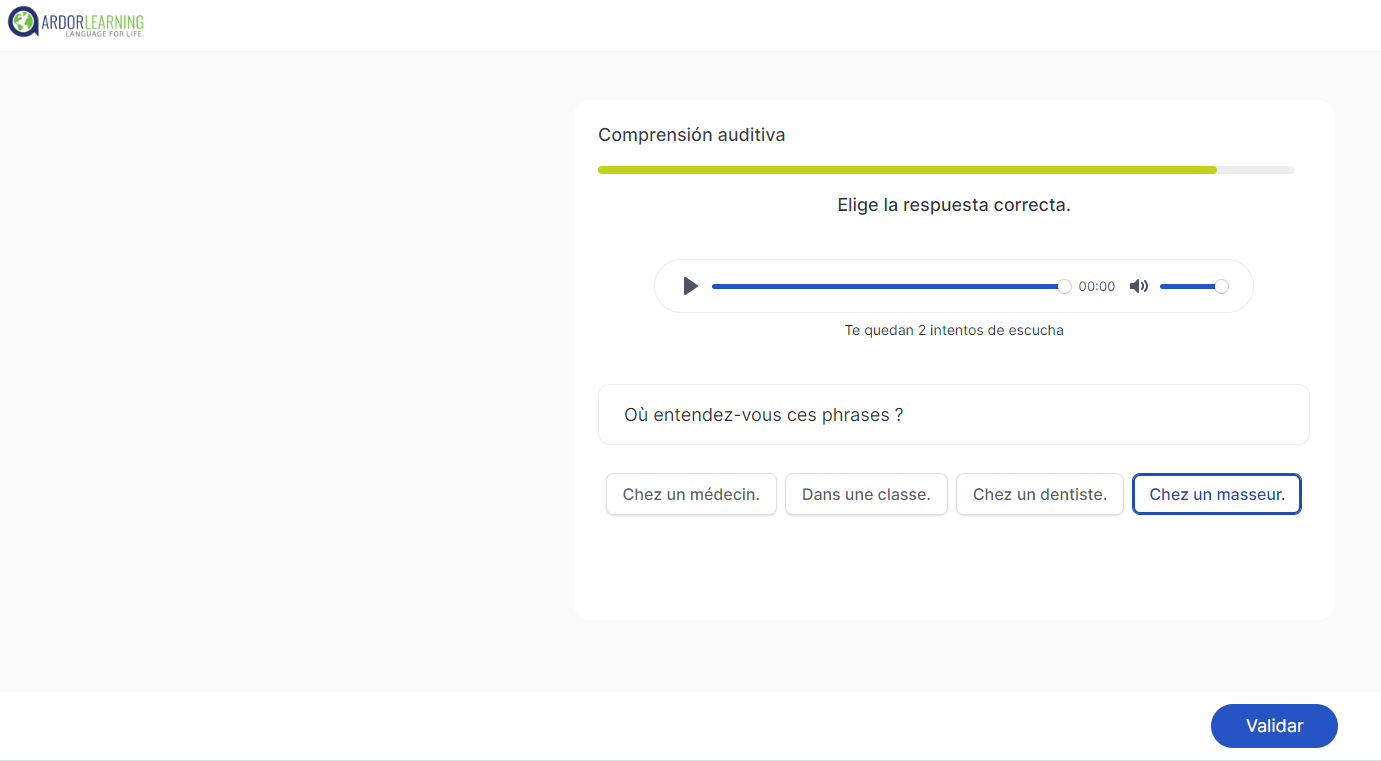 ARDORLEARNING
LANGUAGE FOR LIFE.
Comprensión auditiva
Elige la respuesta correcta.
00:00
Te quedan 2 intentos de escucha
Où entendez-vous ces phrases ?
Chez un médecin. Dans une classe. Chez un dentiste. Chez un masseur.
Validar